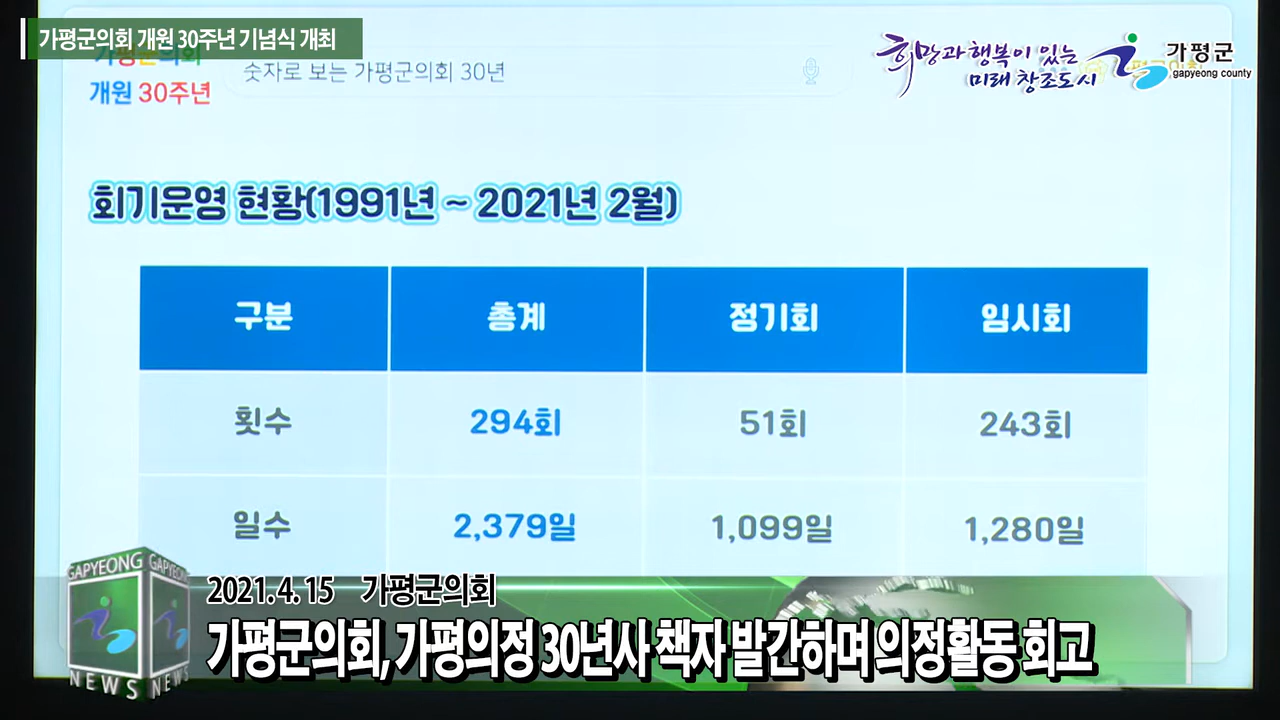 가평군의회 개원 30주년 기념식 개최
가평군의회
개원 30주년
숫자로 보는 가평군의회 30년
희망과 행복이 있는
미래 창조도시
가평군
gapyeong county
회기운영 현황(1991년 ~ 2021년 2월)
구분 총계 정기회 임시회
횟수 294회 51회 243회
일수 2,379일 1,099일 1,280일
GAPYEONG GAPYEONG
NEWS NEWS
2021. 4. 15 가평군의회
가평군의회, 가평의정 30년사 책자 발간하며 의정활동 회고